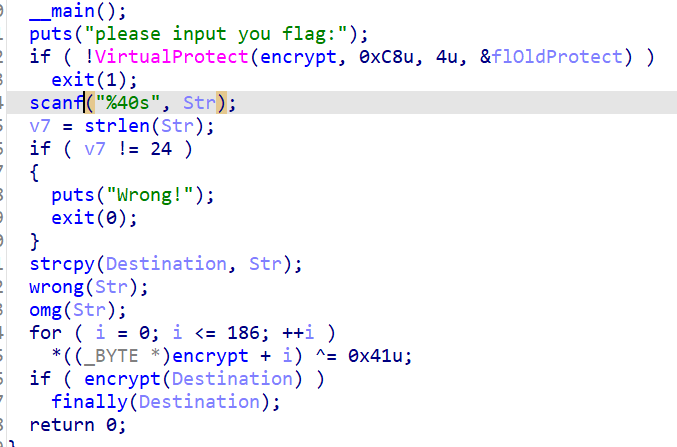 __main();
puts("please input you flag:");
if ( !VirtualProtect(encrypt, 0xC8u, 4u, &flOldProtect) )
exit(1);
scanf("%40s", Str);
v7 = strlen(Str);
if ( v7 != 24 )
{
puts("Wrong!");
exit(0);
}
strcpy(Destination, Str);
wrong(Str);
omg(Str);
for ( i = 0; i <= 186; ++i )
*((_BYTE *)encrypt + i) ^= 0x41u;
if ( encrypt(Destination) )
finally(Destination);
return 0;